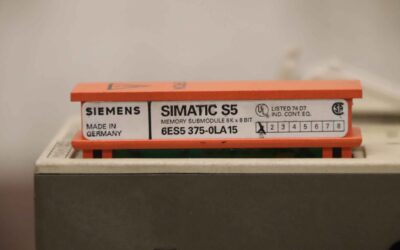 SIEMENS
MADE IN
GERMANY
SIMATIC S5
MEMORY SUBMODULE 8K x 8 BIT
6ES5 375-0LA15
LISTED 76 D7
IND. CONT. EQ.
2 3 4 5 6 7 8